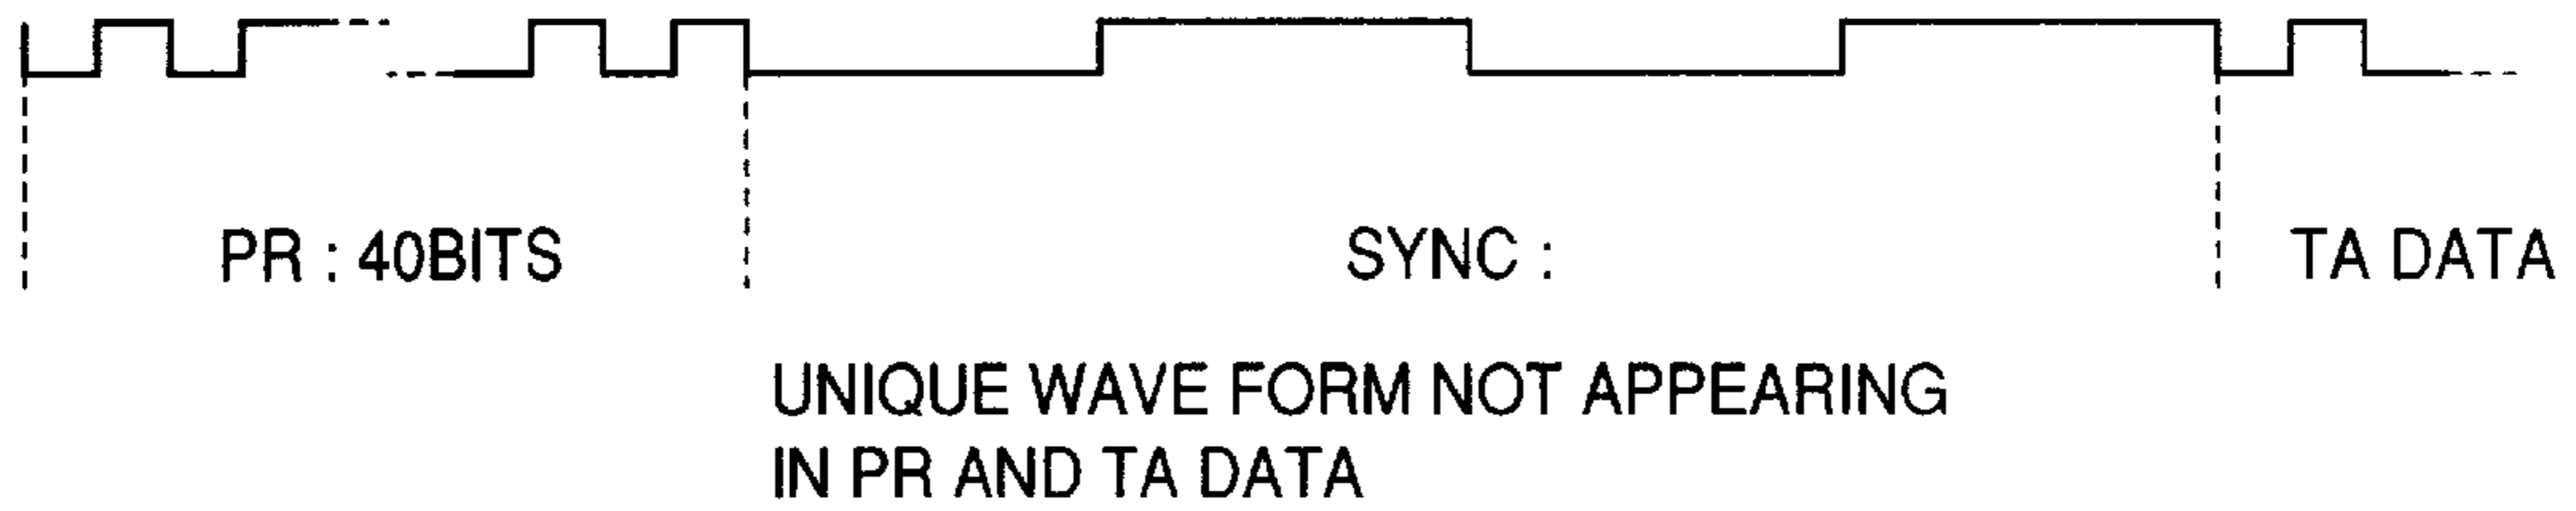 PR : 40BITS
SYNC :
TA DATA
UNIQUE WAVE FORM NOT APPEARING
IN PR AND TA DATA